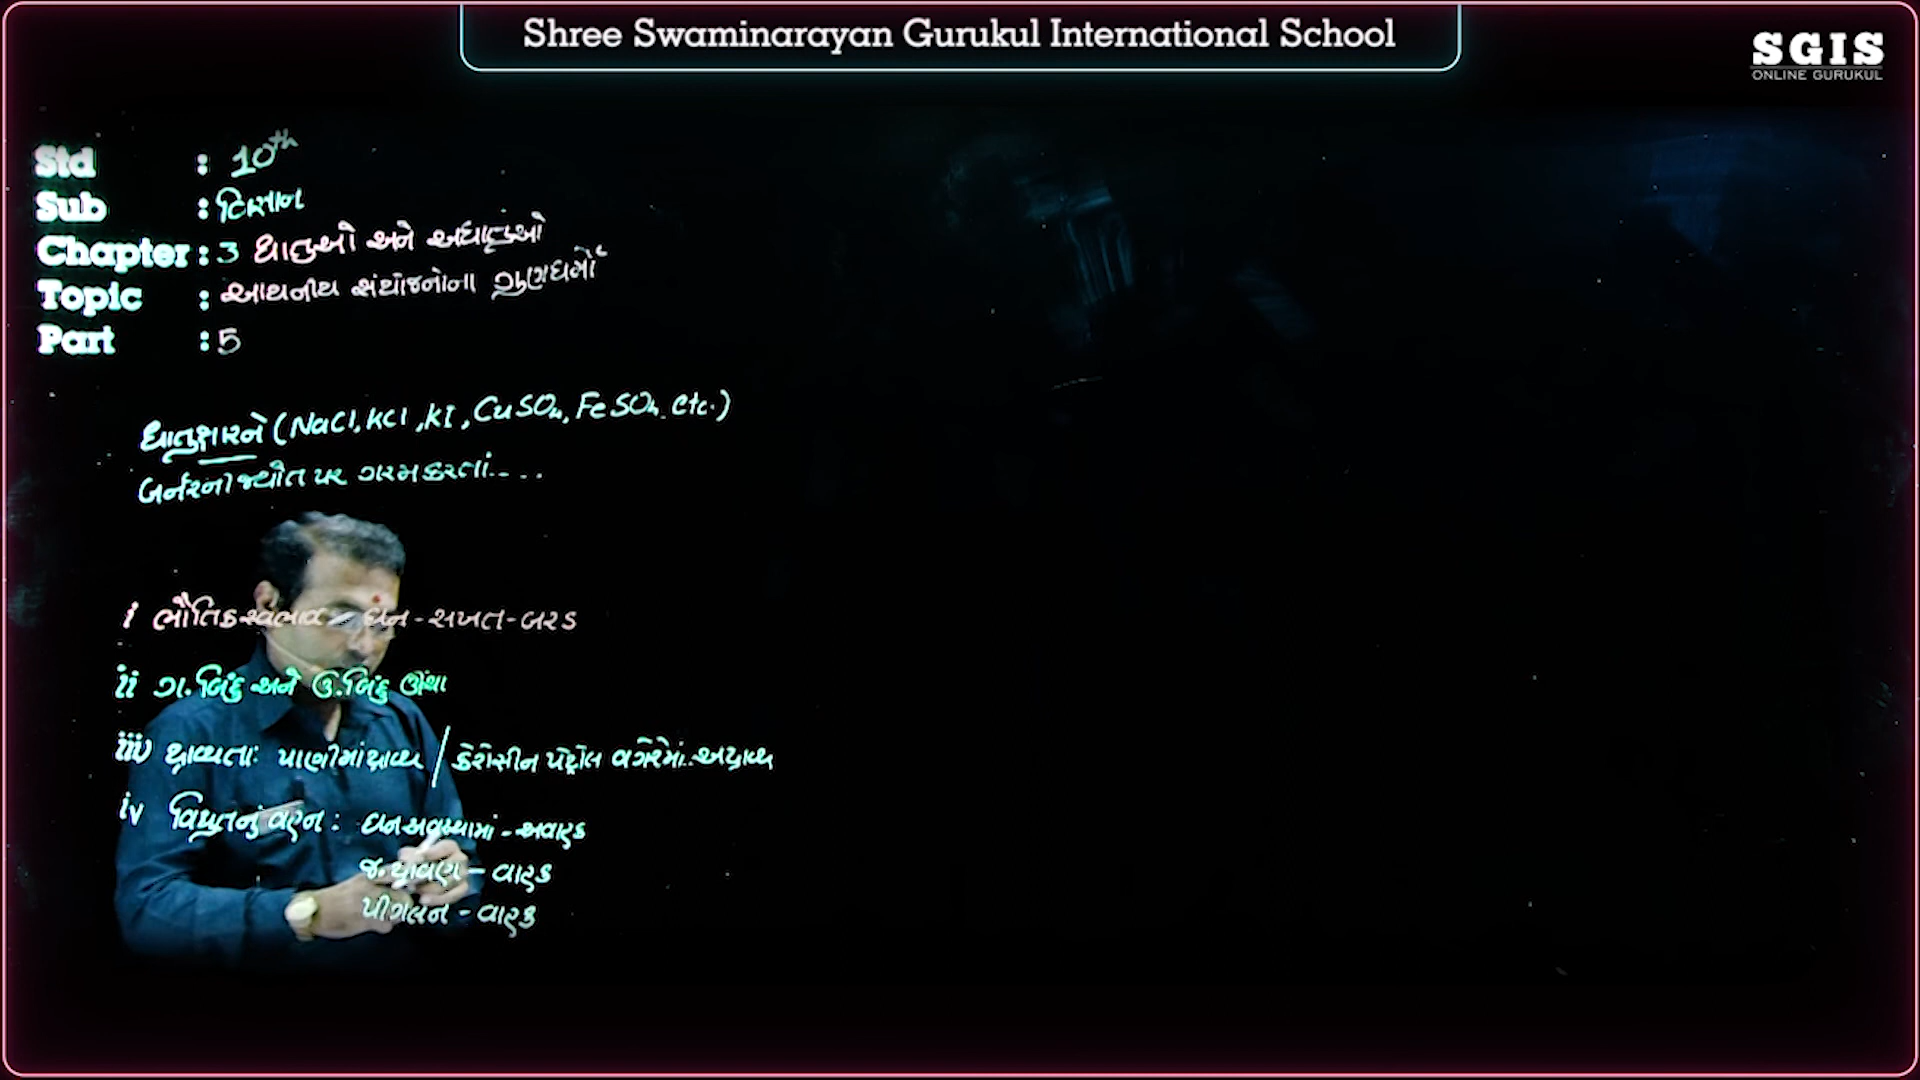 Shree Swaminarayan Gurukul International School
SGIS
ONLINE GURUKUL
Std : 10th
Sub : વિજ્ઞાન
Chapter : 3 ધાતુઓ અને અધાતુઓ
Topic : આયનીય સંયોજનોના ગુણધર્મો
Part : 5
ધાતુક્ષારને (NaCl, KCl, KI, CuSO4, FeSO4 etc.)
બર્નરની જ્યોત પર ગરમ કરતાં....
i ભૌતિક સ્વભાવ - ઘન - સખત - બરડ
ii ગ. બિંદુ અને ઉ. બિંદુ ઊંચા
iii દ્રાવ્યતા: પાણીમાં દ્રાવ્ય / કેરોસીન પેટ્રોલ વગેરેમાં..અદ્રાવ્ય
iv વિદ્યુતનું વહન : ઘન અવસ્થામાં - અવાહક
જ. દ્રાવણ - વાહક
પીગલન - વાહક